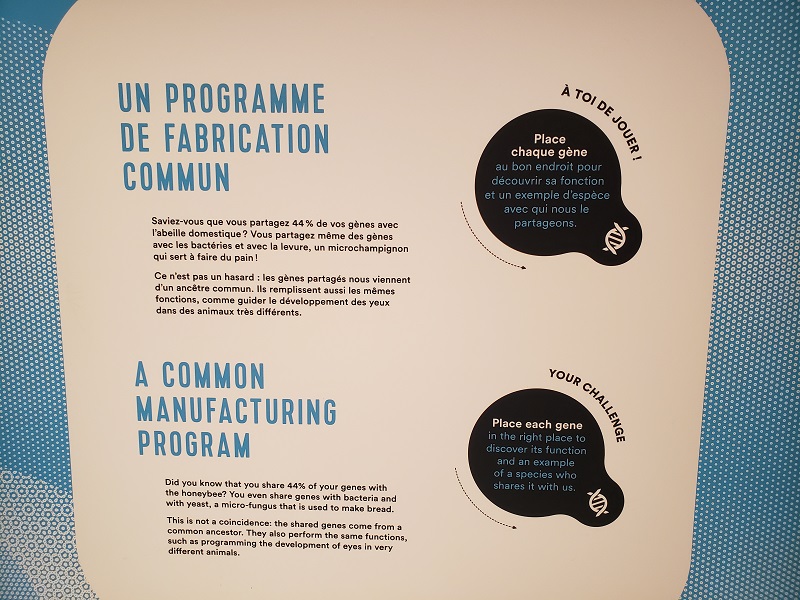 UN PROGRAMME
DE FABRICATION
COMMUN
Saviez-vous que vous partagez 44 % de vos gènes avec
l'abeille domestique ? Vous partagez même des gènes
avec les bactéries et avec la levure, un microchampignon
qui sert à faire du pain !
Ce n'est pas un hasard : les gènes partagés nous viennent
d'un ancêtre commun. Ils remplissent aussi les mêmes
fonctions, comme guider le développement des yeux
dans des animaux très différents.
À TOI DE JOUER !
Place
chaque gène
au bon endroit pour
découvrir sa fonction
et un exemple d'espèce
avec qui nous le
partageons.
A COMMON
MANUFACTURING
PROGRAM
Did you know that you share 44% of your genes with
the honeybee? You even share genes with bacteria and
with yeast, a micro-fungus that is used to make bread.
This is not a coincidence: the shared genes come from a
common ancestor. They also perform the same functions,
such as programming the development of eyes in very
different animals.
YOUR CHALLENGE
Place each gene
in the right place to
discover its function
and an example
of a species who
shares it with us.